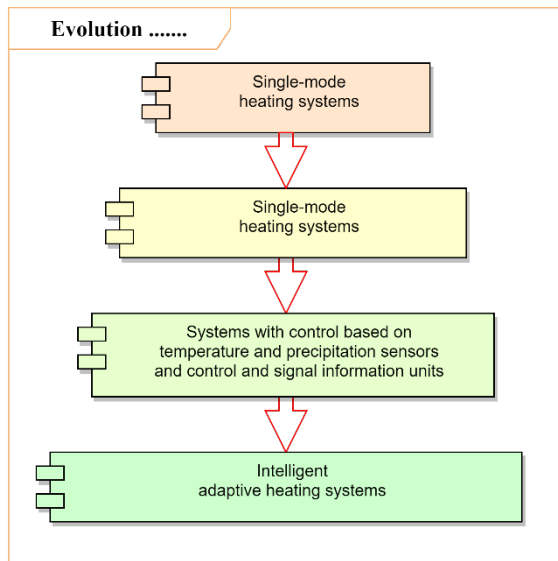 Evolution .......
Single-mode
heating systems
Single-mode
heating systems
Systems with control based on
temperature and precipitation sensors
and control and signal information units
Intelligent
adaptive heating systems